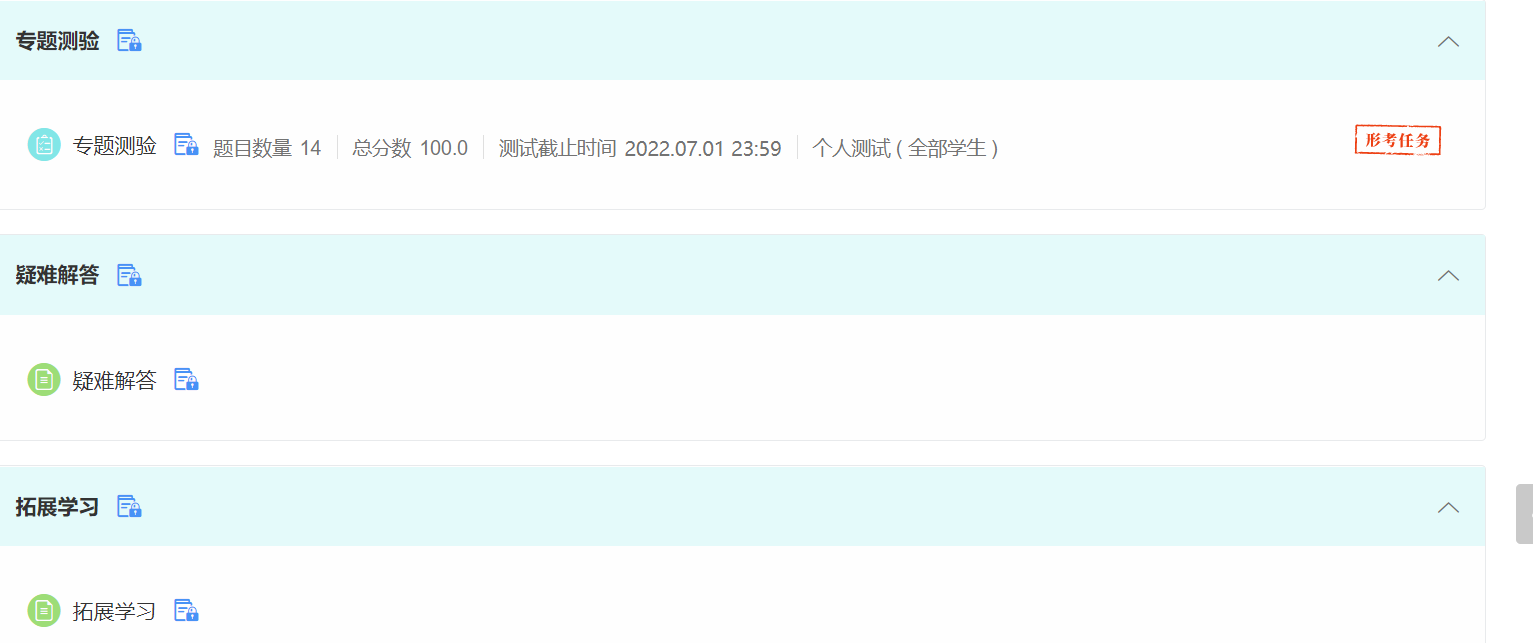 专题测验
专题测验 题目数量 14 总分数 100.0 测试截止时间 2022.07.01 23:59 个人测试 ( 全部学生 ) 形考任务
疑难解答
疑难解答
拓展学习
拓展学习